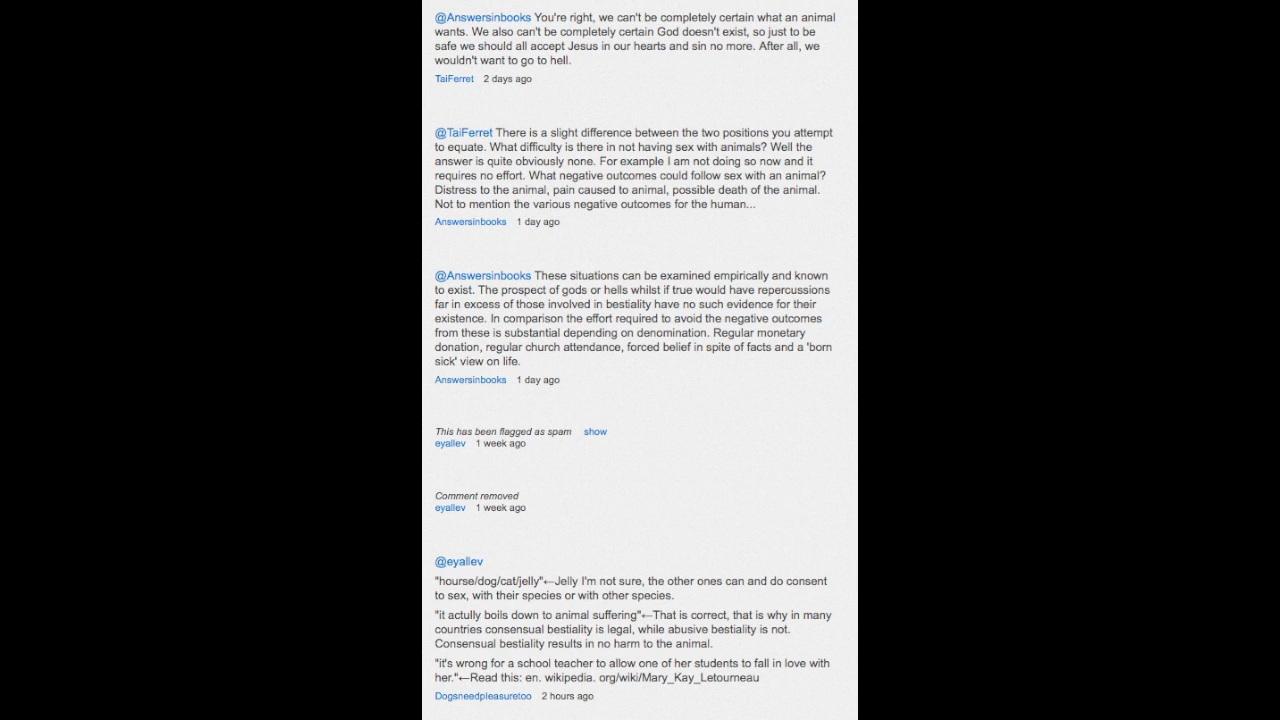 @Answersinbooks You're right, we can't be completely certain what an animal
wants. We also can't be completely certain God doesn't exist, so just to be
safe we should all accept Jesus in our hearts and sin no more. After all, we
wouldn't want to go to hell.
TaiFerret 2 days ago
@TaiFerret There is a slight difference between the two positions you attempt
to equate. What difficulty is there in not having sex with animals? Well the
answer is quite obviously none. For example I am not doing so now and it
requires no effort. What negative outcomes could follow sex with an animal?
Distress to the animal, pain caused to animal, possible death of the animal.
Not to mention the various negative outcomes for the human...
Answersinbooks 1 day ago
@Answersinbooks These situations can be examined empirically and known
to exist. The prospect of gods or hells whilst if true would have repercussions
far in excess of those involved in bestiality have no such evidence for their
existence. In comparison the effort required to avoid the negative outcomes
from these is substantial depending on denomination. Regular monetary
donation, regular church attendance, forced belief in spite of facts and a 'born
sick' view on life.
Answersinbooks 1 day ago
This has been flagged as spam show
eyallev 1 week ago
Comment removed
eyallev 1 week ago
@eyallev
"hourse/dog/cat/jelly"←Jelly I'm not sure, the other ones can and do consent
to sex, with their species or with other species.
"it actully boils down to animal suffering"←That is correct, that is why in many
countries consensual bestiality is legal, while abusive bestiality is not.
Consensual bestiality results in no harm to the animal.
"it's wrong for a school teacher to allow one of her students to fall in love with
her."←Read this: en. wikipedia. org/wiki/Mary_Kay_Letourneau
Dogsneedpleasuretoo 2 hours ago